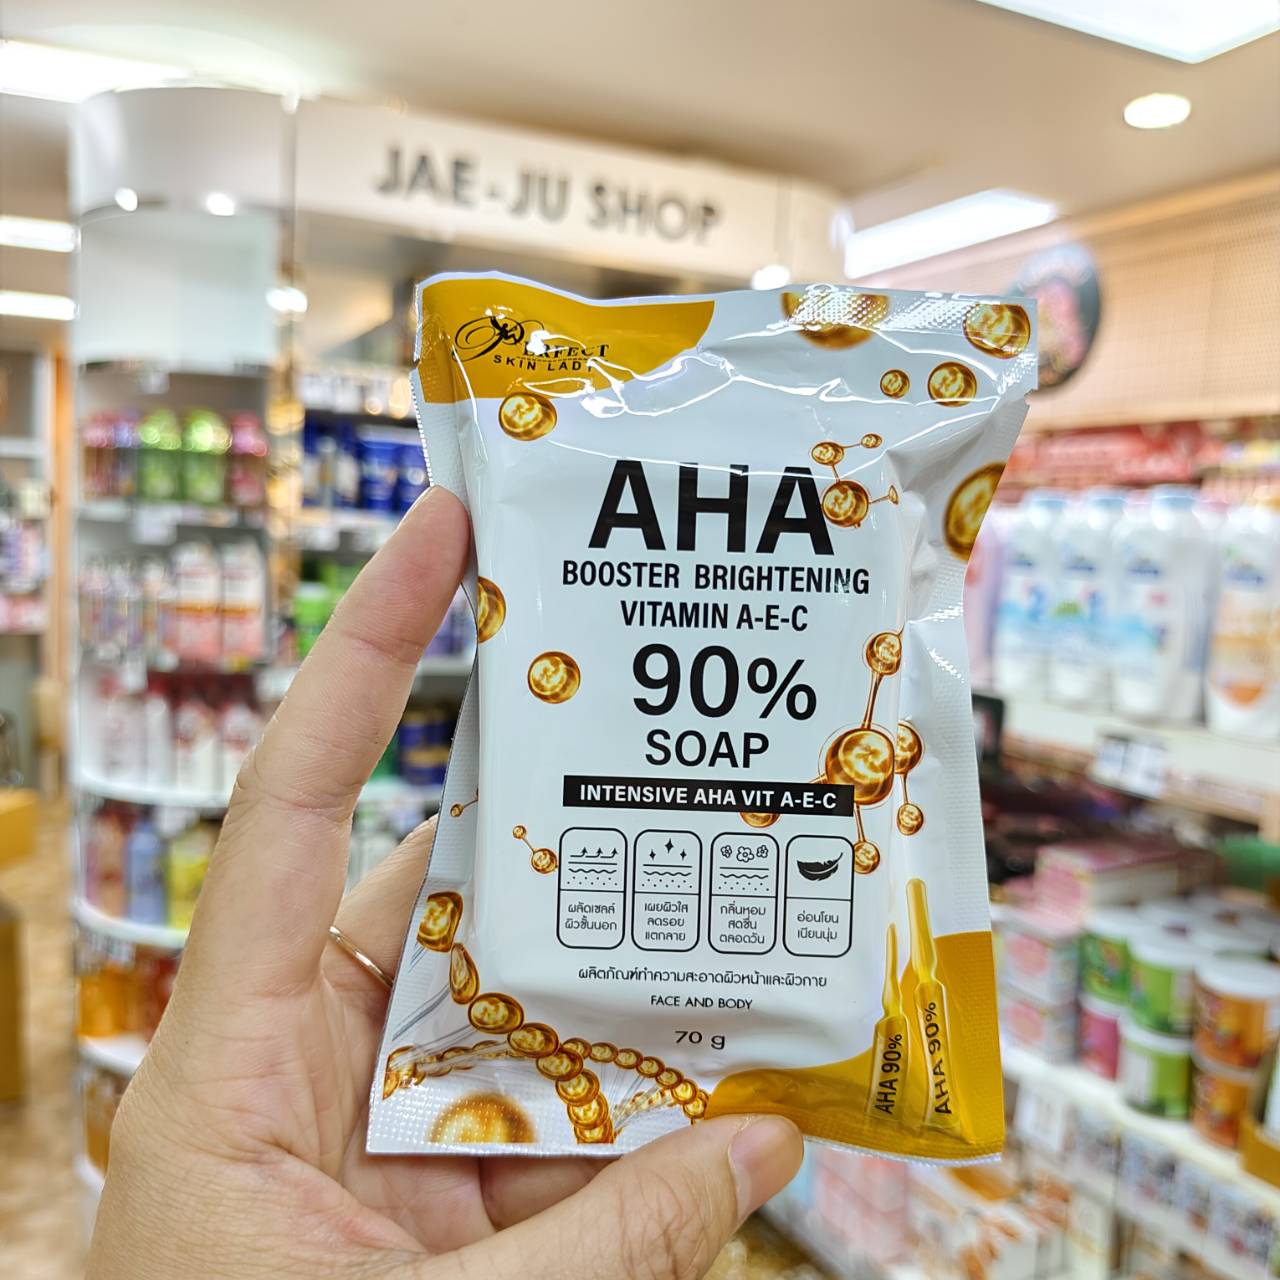 JAE-JU SHOP
PERFECT
SKIN LADY
AHA
BOOSTER BRIGHTENING
VITAMIN A-E-C
90%
SOAP
INTENSIVE AHA VIT A-E-C
ผลัดเซลล์
ผิวชั้นนอก
เผยผิวใส
ลดรอย
แตกลาย
กลิ่นหอม
สดชื่น
ตลอดวัน
อ่อนโยน
เนียนนุ่ม
ผลิตภัณฑ์ทำความสะอาดผิวหน้าและผิวกาย
FACE AND BODY
70 g
AHA 90%
AHA 90%